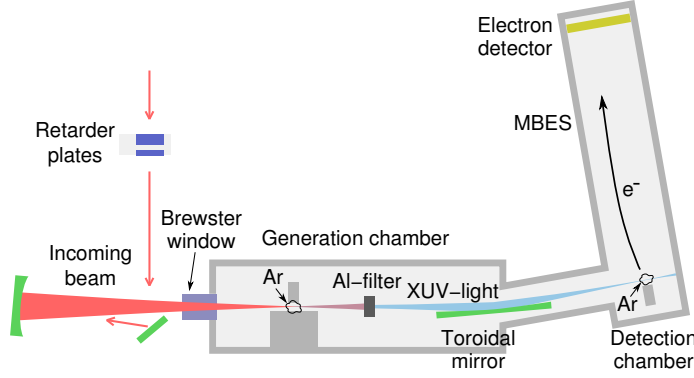 Electron
detector
MBES
Retarder
plates
e⁻
Brewster
window
Incoming
beam
Generation chamber
Ar
Al−filter
XUV−light
Ar
Toroidal
mirror
Detection
chamber